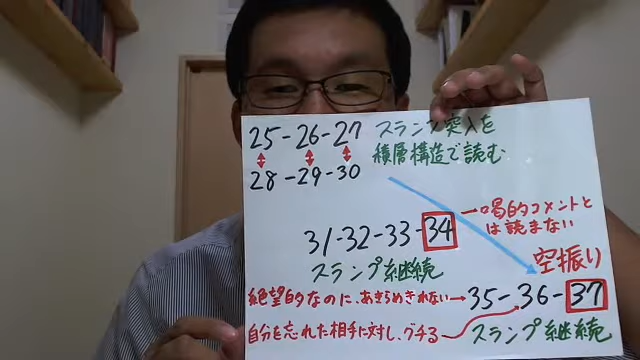 25-26-27 スランプ突入を
積層構造で読む
28-29-30
31-32-33-34
→喝的コメントと
は読まない
スランプ継続
空振り
絶望的なのに、あきらめきれない→35-36-37
自分を忘れた相手に対し、グチる
スランプ継続